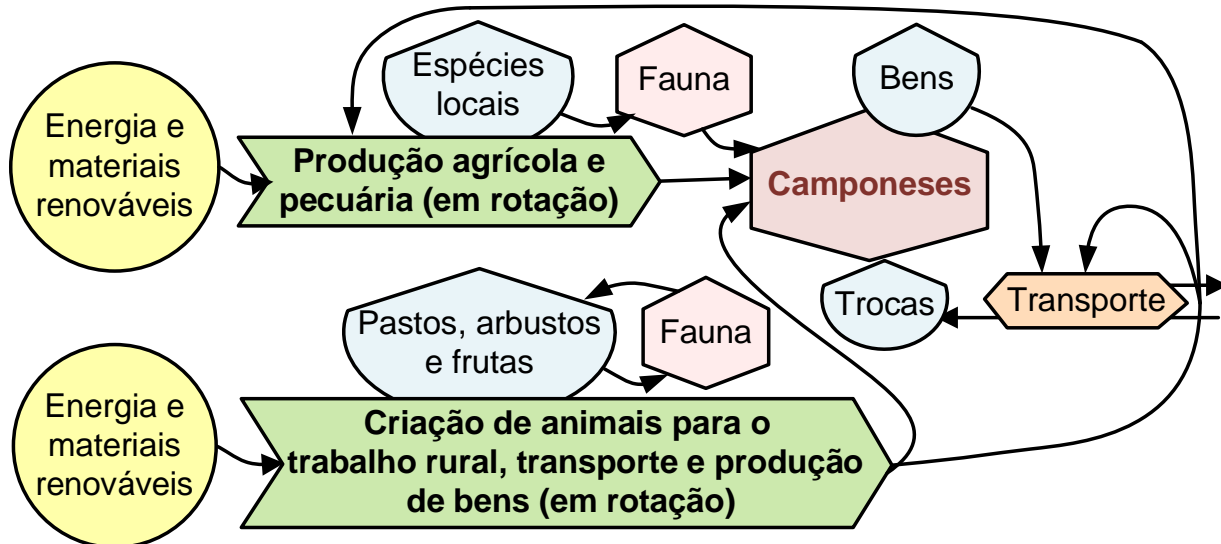 Energia e
materiais
renováveis
Espécies
locais
Fauna
Bens
Produção agrícola e
pecuária (em rotação)
Camponeses
Trocas
Transporte
Energia e
materiais
renováveis
Pastos, arbustos
e frutas
Fauna
Criação de animais para o
trabalho rural, transporte e produção
de bens (em rotação)